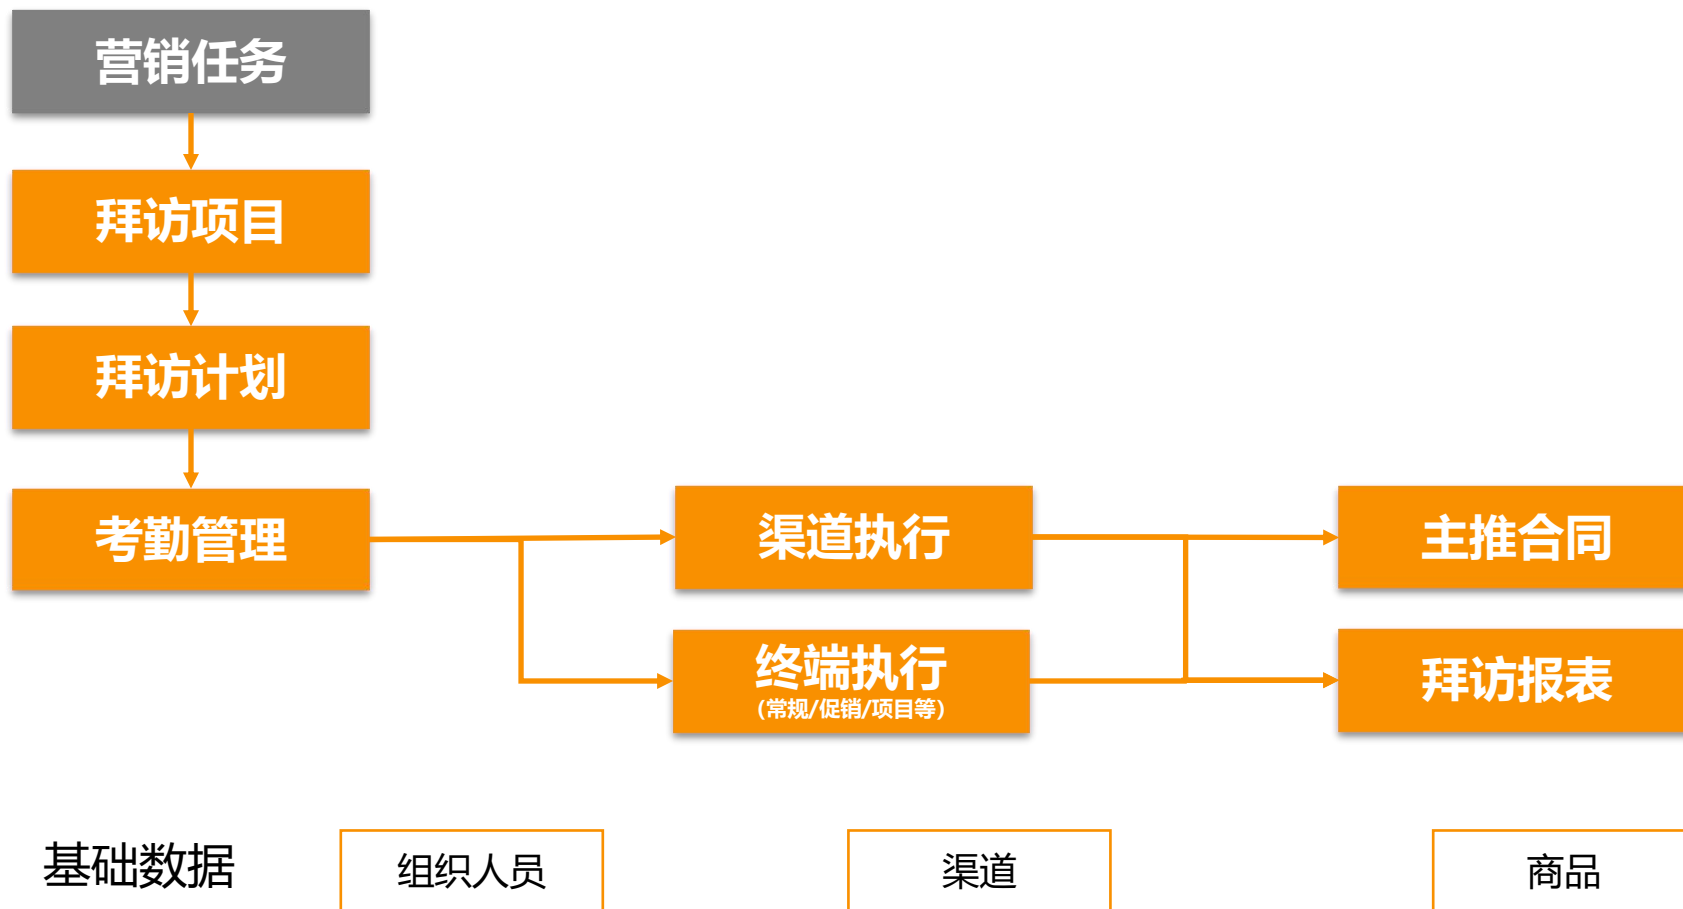 营销任务
拜访项目
拜访计划
考勤管理
渠道执行
主推合同
终端执行
(常规/促销/项目等)
拜访报表
基础数据
组织人员
渠道
商品